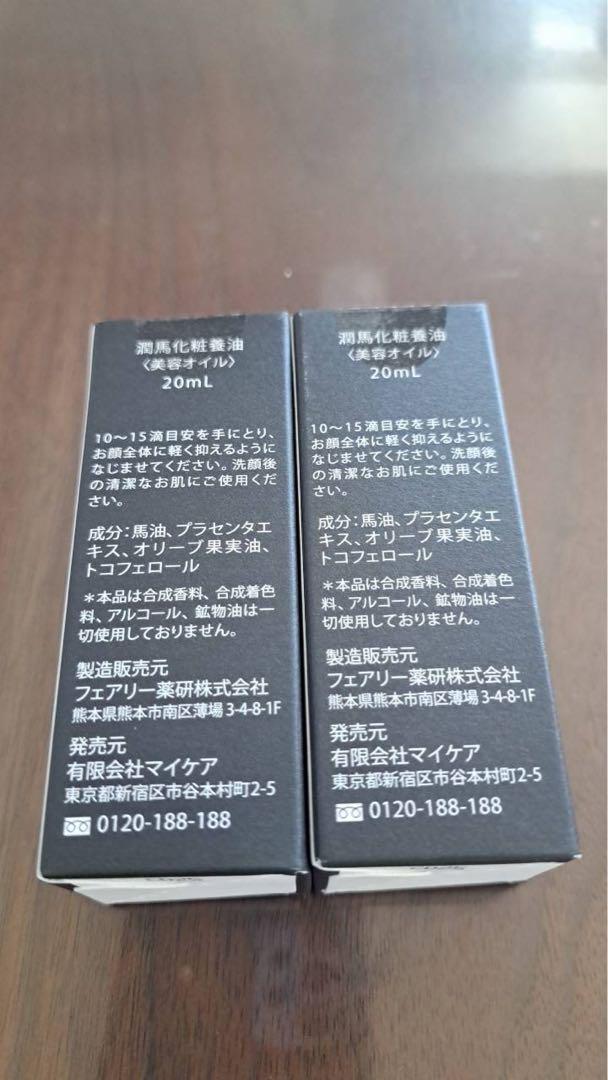 潤馬化粧養油
〈美容オイル〉
20mL
10～15滴目安を手にとり、
お顔全体に軽く抑えるように
なじませてください。洗顔後
の清潔なお肌にご使用くだ
さい。
成分：馬油、プラセンタエ
キス、オリーブ果実油、
トコフェロール
＊本品は合成香料、合成着色
料、アルコール、鉱物油は一
切使用しておりません。
製造販売元
フェアリー薬研株式会社
熊本県熊本市南区薄場3-4-8-1F
発売元
有限会社マイケア
東京都新宿区市谷本村町2-5
0120-188-188
潤馬化粧養油
〈美容オイル〉
20mL
10～15滴目安を手にとり、
お顔全体に軽く抑えるように
なじませてください。洗顔後
の清潔なお肌にご使用くだ
さい。
成分：馬油、プラセンタエ
キス、オリーブ果実油、
トコフェロール
＊本品は合成香料、合成着色
料、アルコール、鉱物油は一
切使用しておりません。
製造販売元
フェアリー薬研株式会社
熊本県熊本市南区薄場3-4-8-1F
発売元
有限会社マイケア
東京都新宿区市谷本村町2-5
0120-188-188